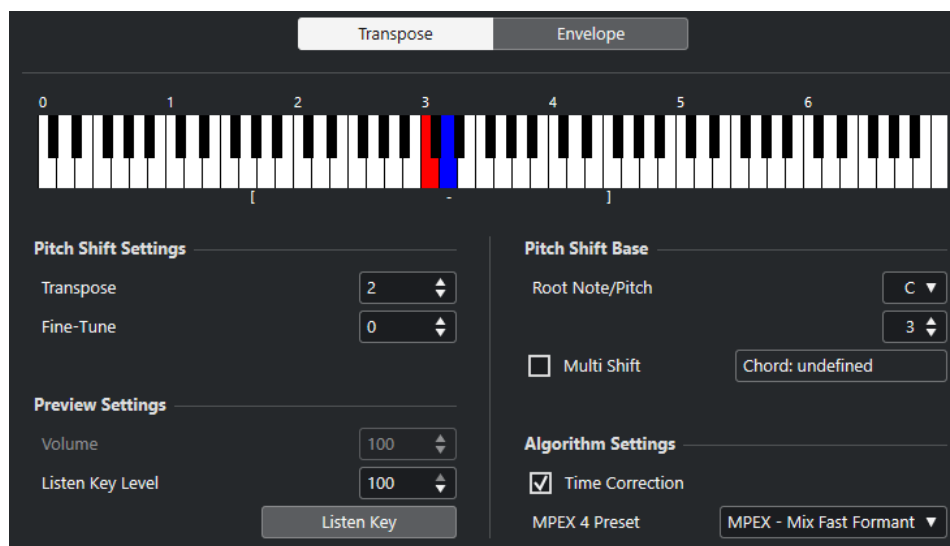 Transpose Envelope
0 1 2 3 4 5 6
[ - ]
Pitch Shift Settings
Transpose 2
Fine-Tune 0
Preview Settings
Volume 100
Listen Key Level 100
Listen Key
Pitch Shift Base
Root Note/Pitch C
3
Multi Shift Chord: undefined
Algorithm Settings
Time Correction
MPEX 4 Preset MPEX - Mix Fast Formant